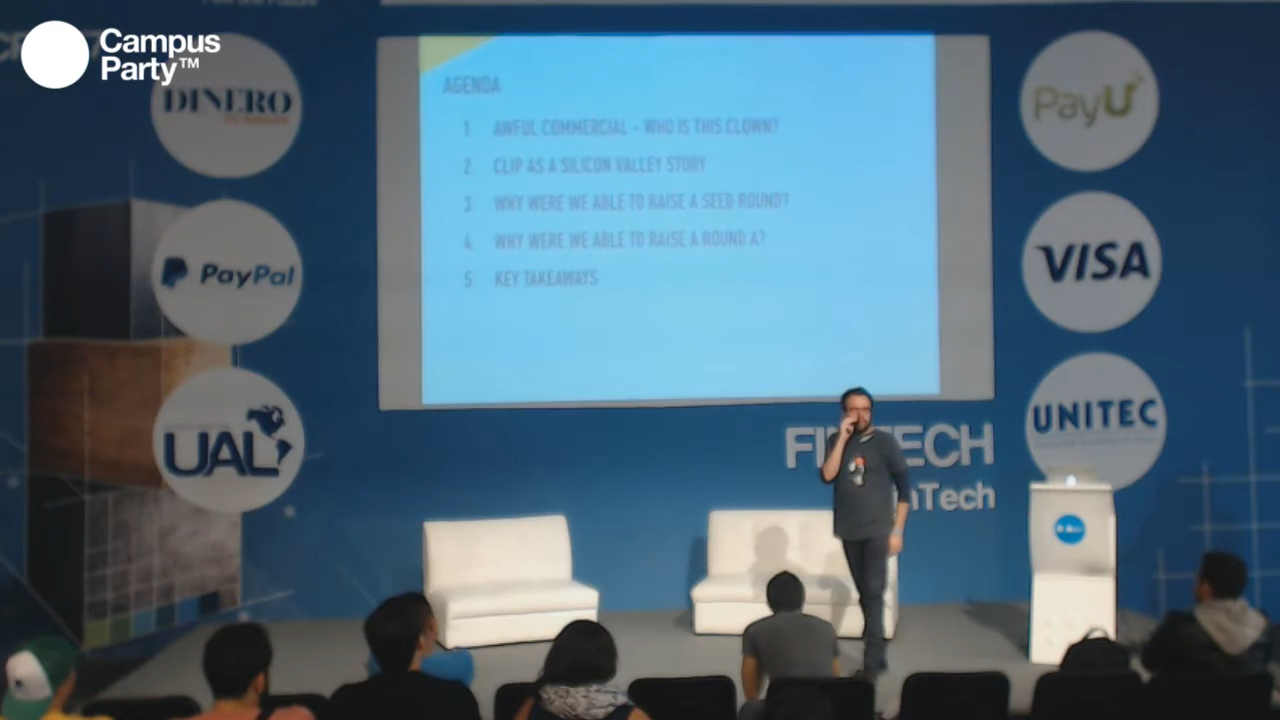 Campus
Party™
DINERO
PayPal
UAL
AGENDA
1. AWFUL COMMERCIAL - WHO IS THIS CLOWN?
2. CLIP AS A SILICON VALLEY STORY
3. WHY WERE WE ABLE TO RAISE A SEED ROUND?
4. WHY WERE WE ABLE TO RAISE A ROUND A?
5. KEY TAKEAWAYS
PayU
VISA
UNITEC